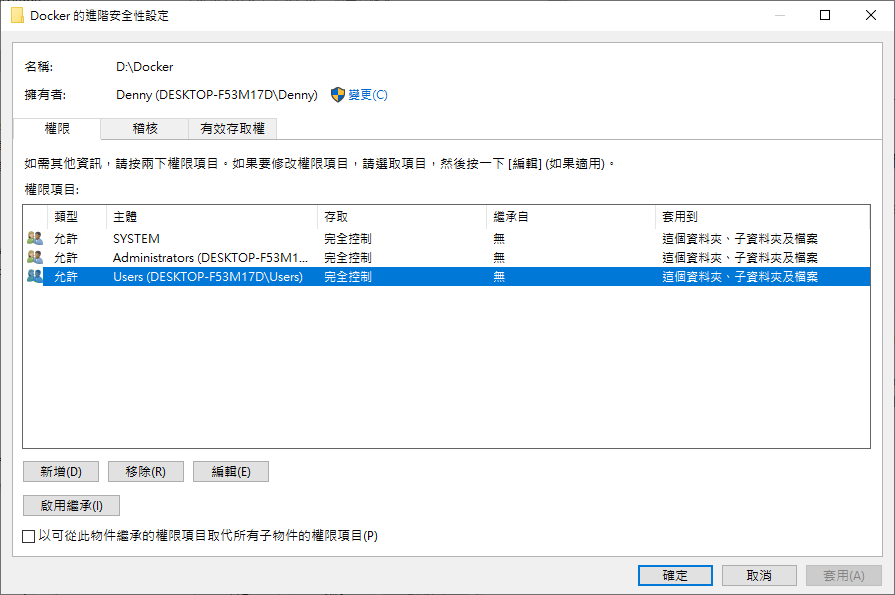 Docker 的進階安全性設定
名稱: D:\Docker
擁有者: Denny (DESKTOP-F53M17D\Denny) 變更(C)
權限 稽核 有效存取權
如需其他資訊，請按兩下權限項目。如果要修改權限項目，請選取項目，然後按一下 [編輯] (如果適用)。
權限項目:
類型 主體 存取 繼承自 套用到
允許 SYSTEM 完全控制 無 這個資料夾、子資料夾及檔案
允許 Administrators (DESKTOP-F53M1... 完全控制 無 這個資料夾、子資料夾及檔案
允許 Users (DESKTOP-F53M17D\Users) 完全控制 無 這個資料夾、子資料夾及檔案
新增(D) 移除(R) 編輯(E)
啟用繼承(I)
以可從此物件繼承的權限項目取代所有子物件的權限項目(P)
確定 取消 套用(A)